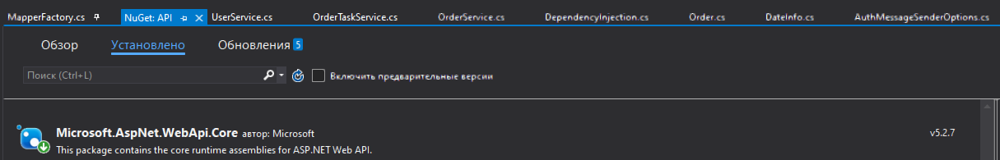 MapperFactory.cs NuGet: API UserService.cs OrderTaskService.cs OrderService.cs DependencyInjection.cs Order.cs DateInfo.cs AuthMessageSenderOptions.cs
Обзор Установлено Обновления 5
Поиск (Ctrl+L) Включить предварительные версии
Microsoft.AspNet.WebApi.Core автор: Microsoft v5.2.7
This package contains the core runtime assemblies for ASP.NET Web API.